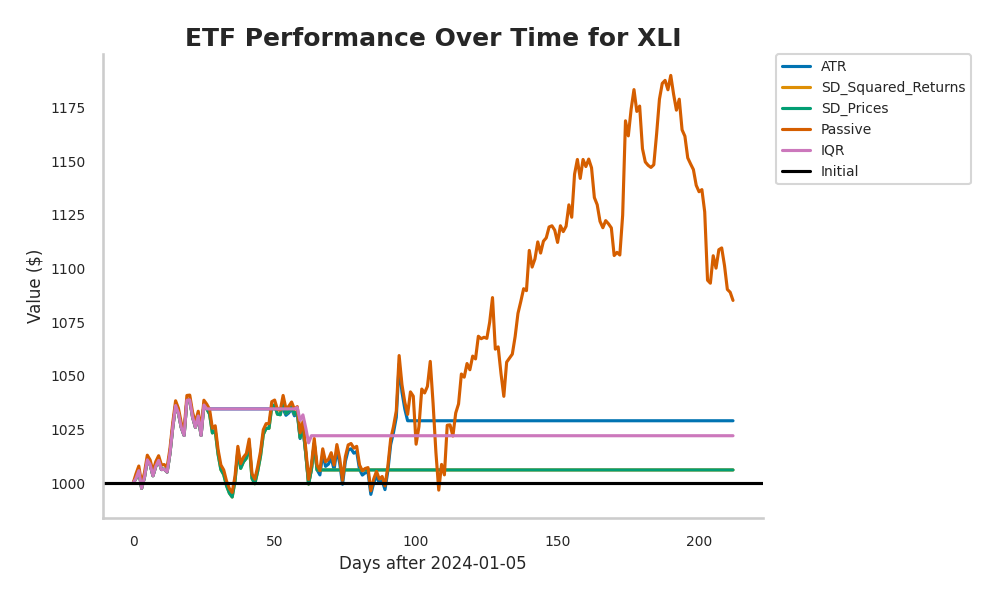 ETF Performance Over Time for XLI
ATR
SD_Squared_Returns
SD_Prices
Passive
IQR
Initial
Value ($)
1175
1150
1125
1100
1075
1050
1025
1000
0 50 100 150 200
Days after 2024-01-05